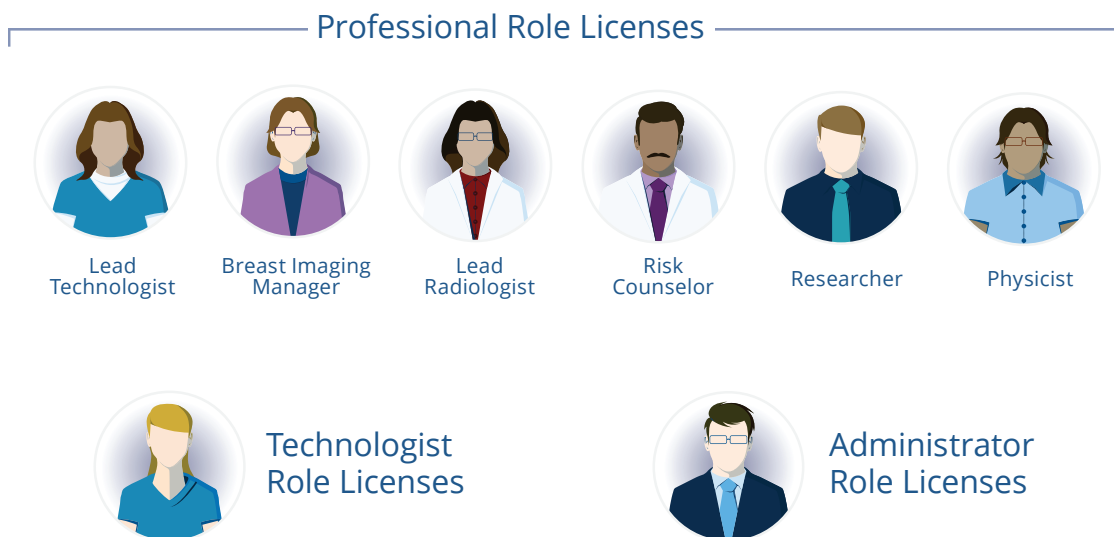 Professional Role Licenses
Lead
Technologist
Breast Imaging
Manager
Lead
Radiologist
Risk
Counselor
Researcher
Physicist
Technologist
Role Licenses
Administrator
Role Licenses